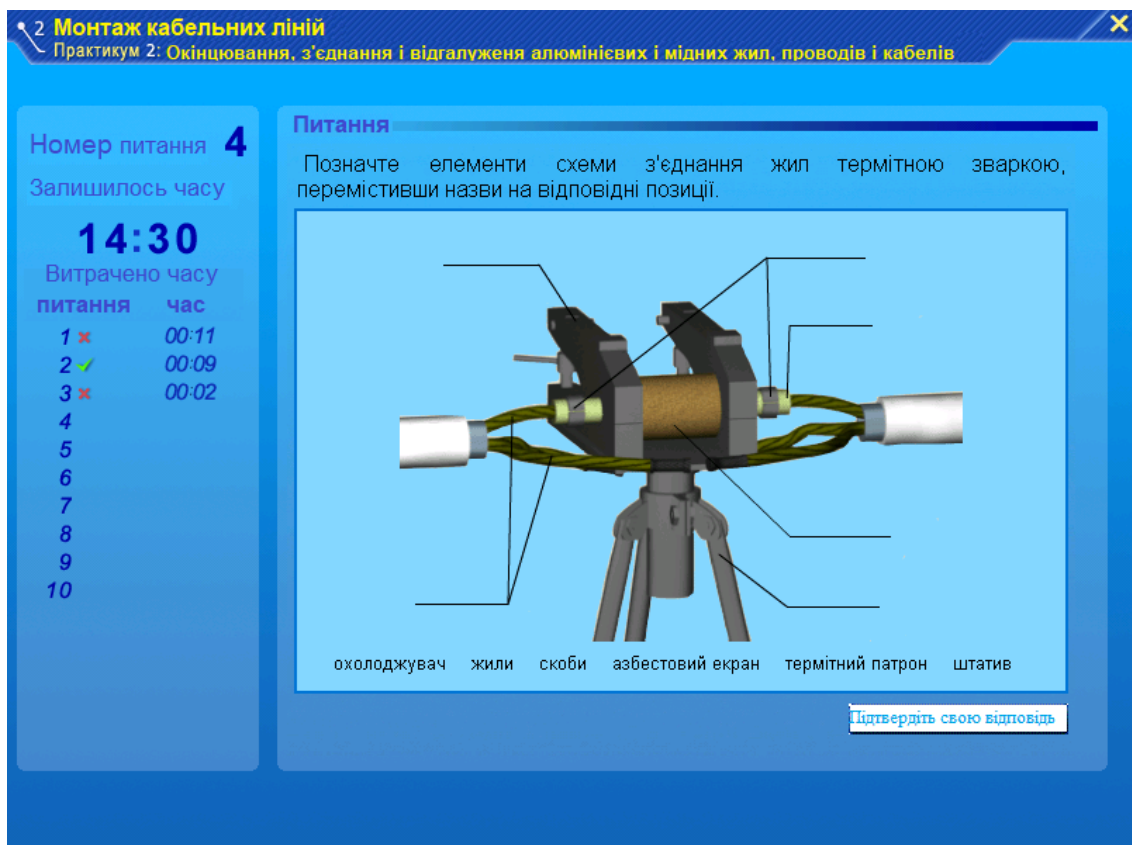 2 Монтаж кабельних ліній
Практикум 2: Окінцювання, з'єднання і відгалуженя алюмінієвих і мідних жил, проводів і кабелів
Номер питання 4
Залишилось часу
14:30
Витрачено часу
питання час
1 00:11
2 00:09
3 00:02
4
5
6
7
8
9
10
Питання
Позначте елементи схеми з'єднання жил термітною зваркою,
перемістивши назви на відповідні позиції.
охолоджувач жили скоби азбестовий екран термітний патрон штатив
Підтвердіть свою відповідь